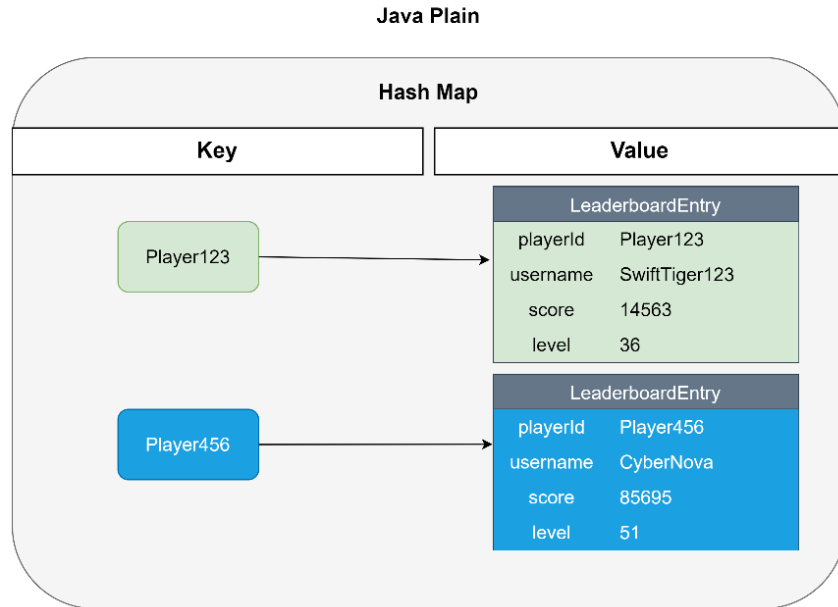 Java Plain
Hash Map
Key Value
Player123
LeaderboardEntry
playerId Player123
username SwiftTiger123
score 14563
level 36
Player456
LeaderboardEntry
playerId Player456
username CyberNova
score 85695
level 51